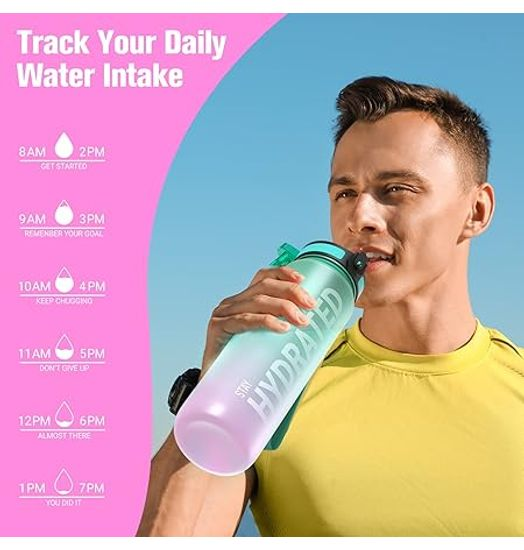 Track Your Daily
Water Intake
8AM 2PM
GET STARTED
9AM 3PM
REMENBER YOUR GOAL
10AM 4PM
KEEP CHUGGING
11AM 5PM
DON'T GIVE UP
12PM 6PM
ALMOST THERE
1PM 7PM
YOU DID IT
STAY
HYDRATED